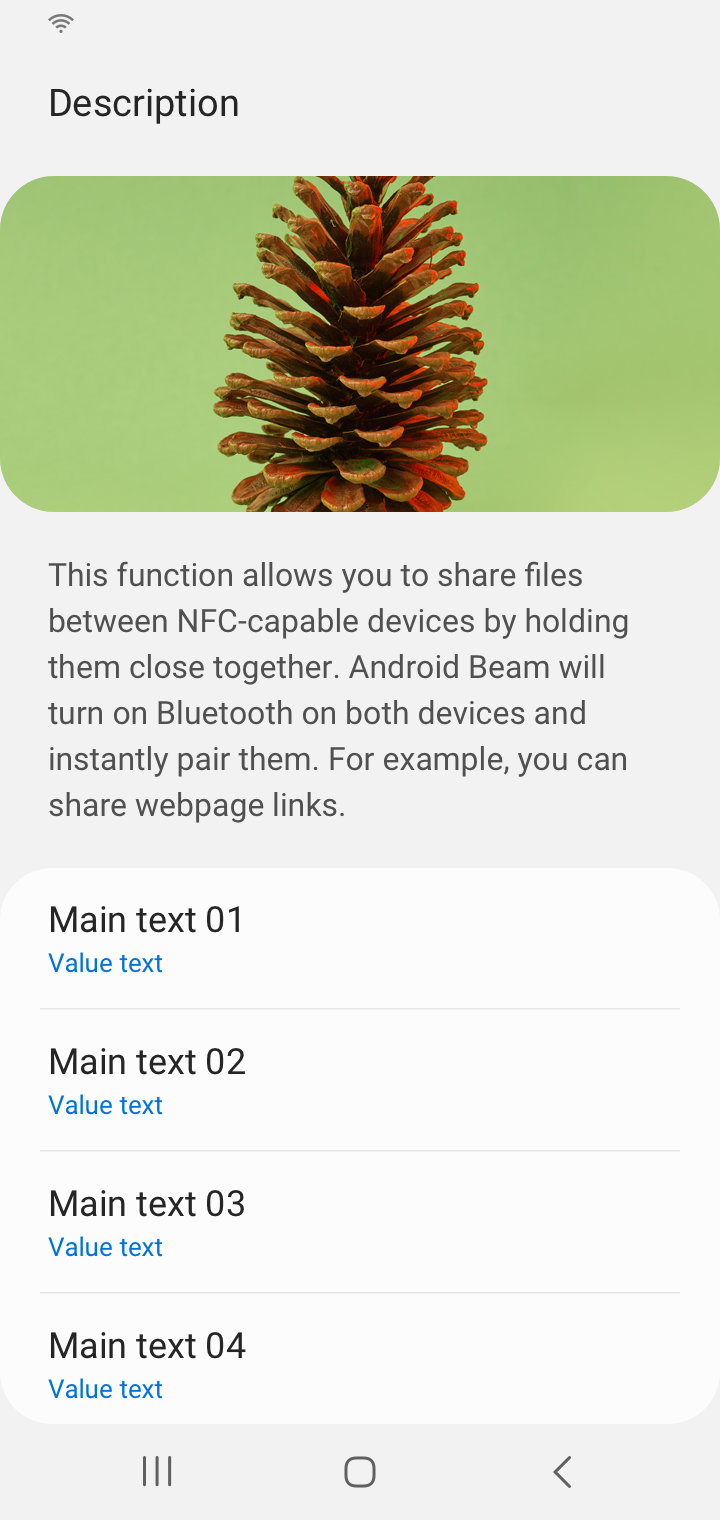 Description
This function allows you to share files
between NFC-capable devices by holding
them close together. Android Beam will
turn on Bluetooth on both devices and
instantly pair them. For example, you can
share webpage links.
Main text 01
Value text
Main text 02
Value text
Main text 03
Value text
Main text 04
Value text